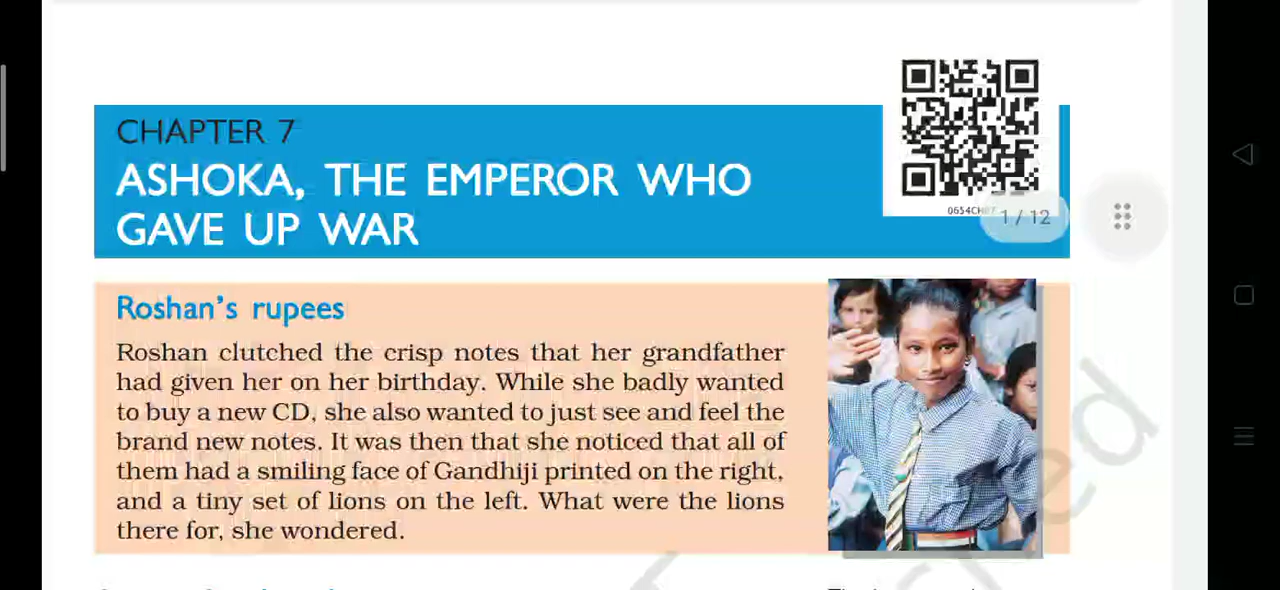 CHAPTER 7
ASHOKA, THE EMPEROR WHO
GAVE UP WAR
1 / 12
Roshan's rupees
Roshan clutched the crisp notes that her grandfather
had given her on her birthday. While she badly wanted
to buy a new CD, she also wanted to just see and feel the
brand new notes. It was then that she noticed that all of
them had a smiling face of Gandhiji printed on the right,
and a tiny set of lions on the left. What were the lions
there for, she wondered.